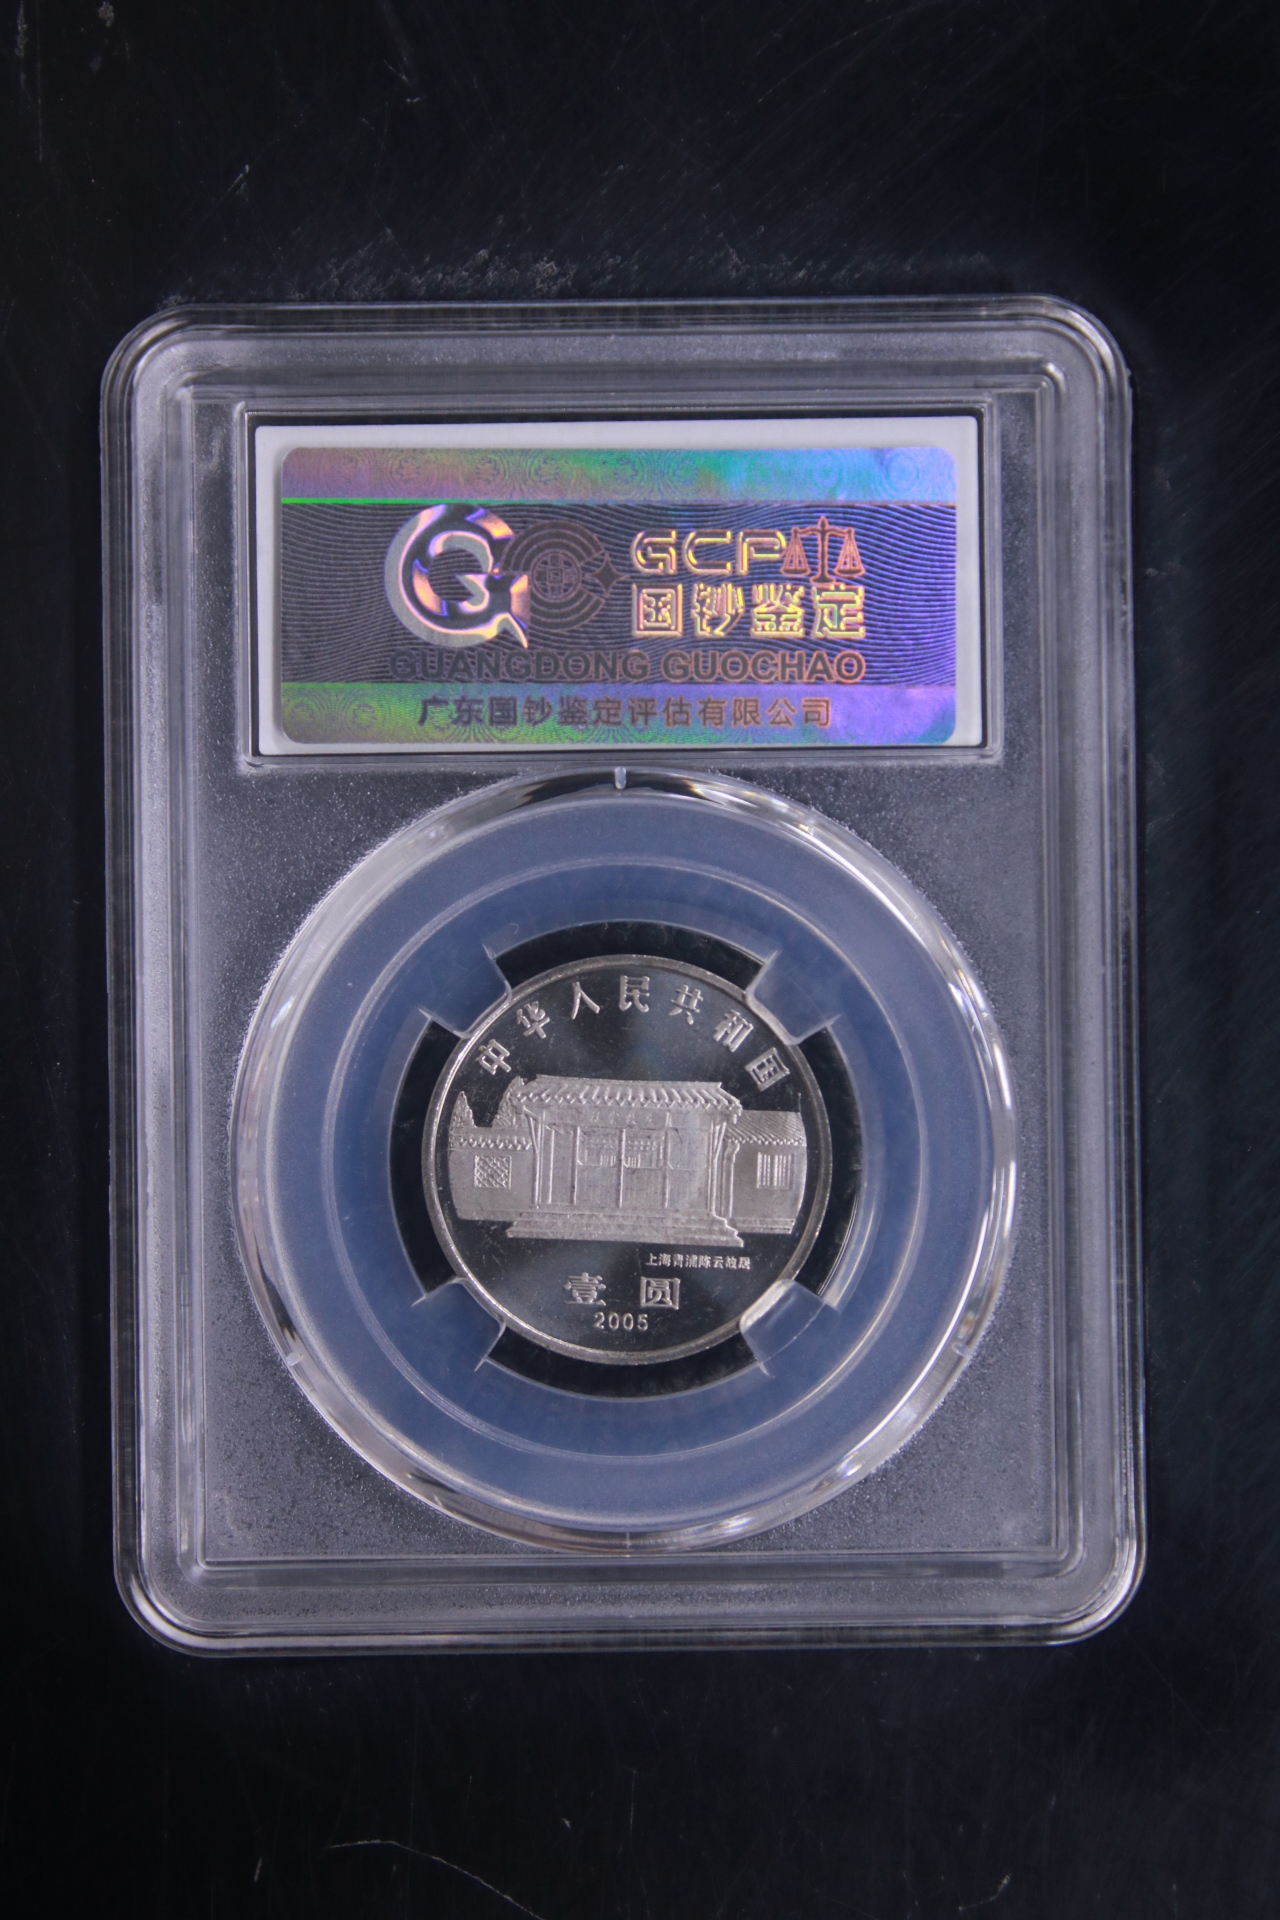 GCP
国钞鉴定
GUANGDONG GUOCHAO
广东国钞鉴定评估有限公司
中华人民共和国
上海青浦陈云故居
壹圆
2005